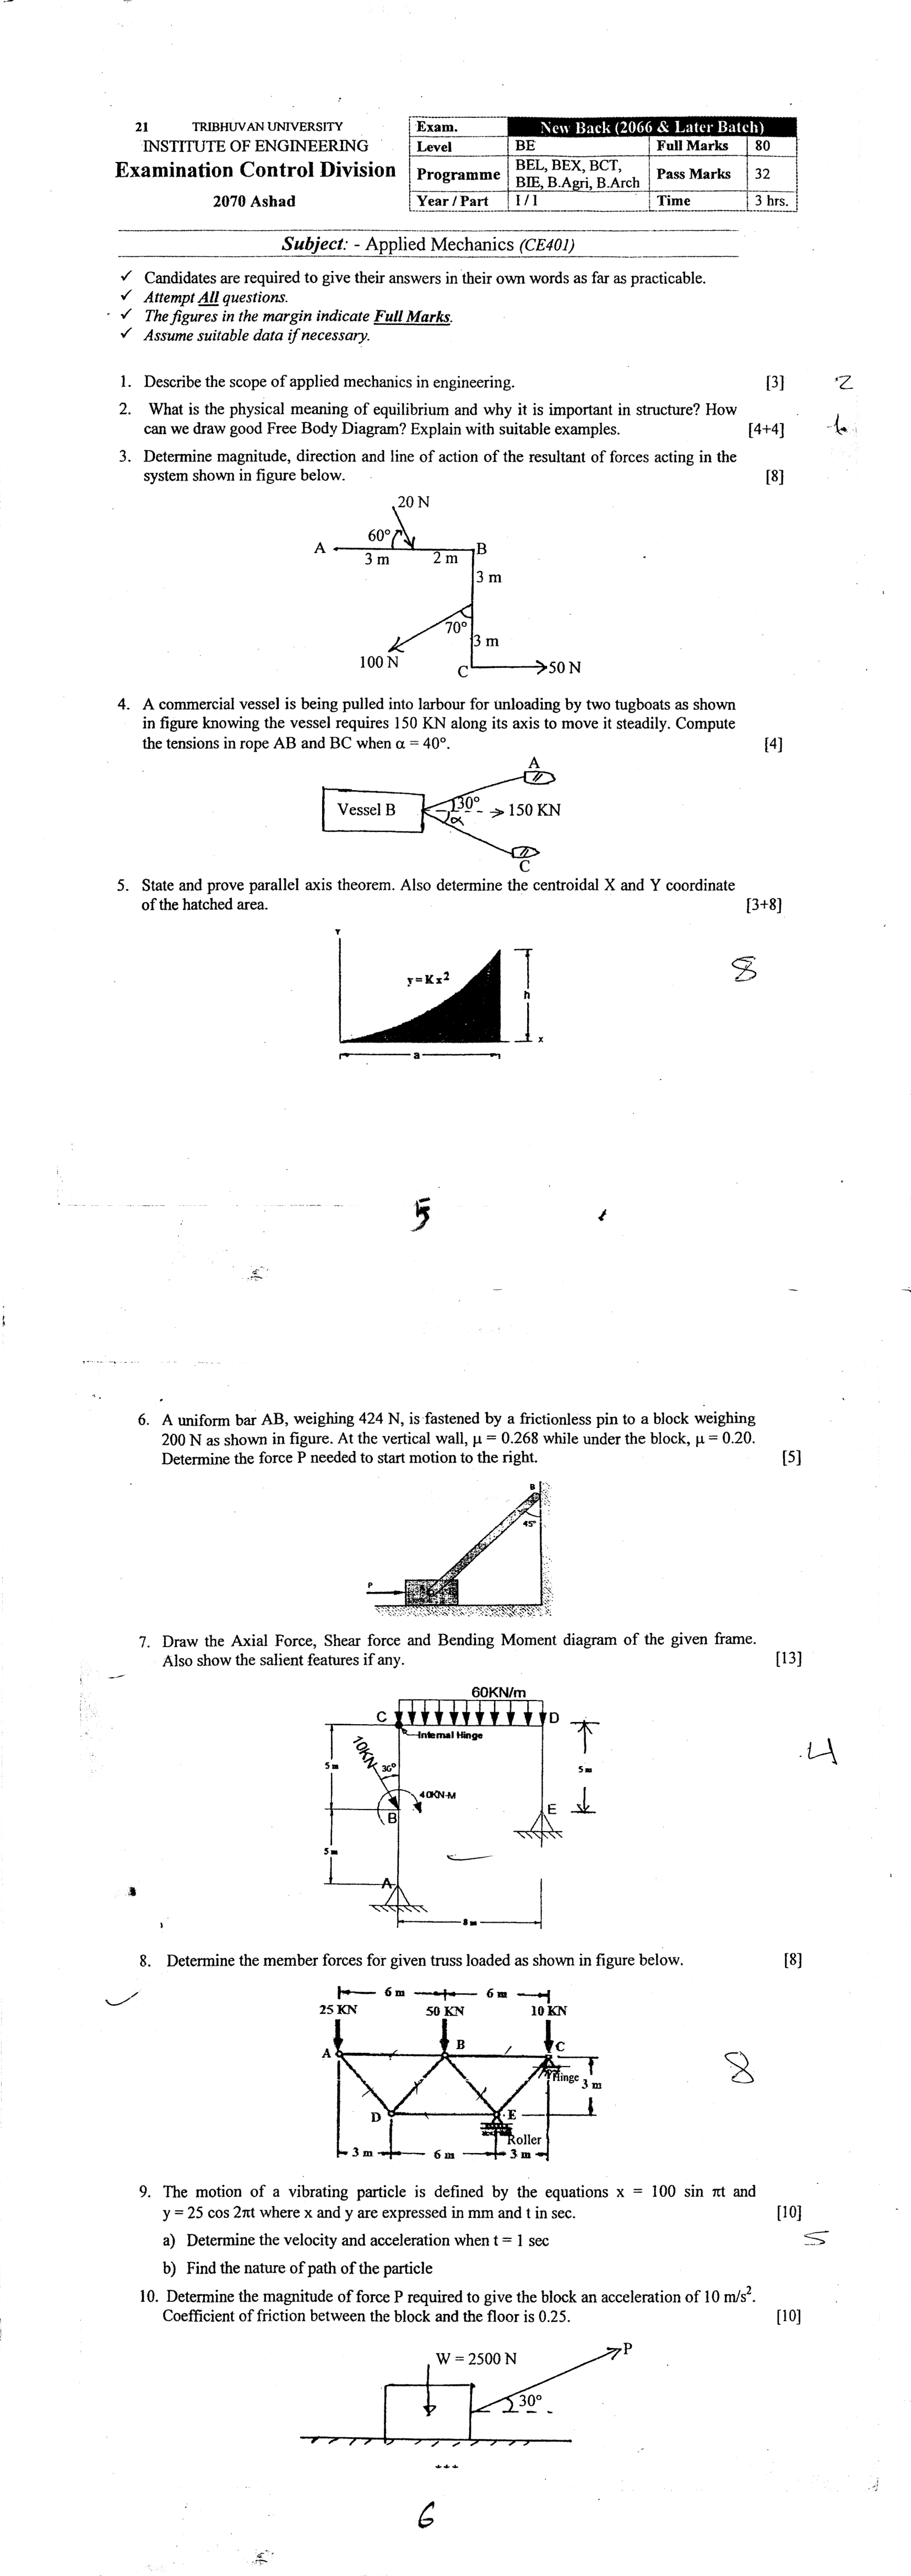 21 TRIBHUVAN UNIVERSITY
INSTITUTE OF ENGINEERING
Examination Control Division
2070 Ashad
Exam. New Back (2066 & Later Batch)
Level BE Full Marks 80
Programme BEL, BEX, BCT, BIE, B.Agri, B.Arch Pass Marks 32
Year / Part I / I Time 3 hrs.
Subject: - Applied Mechanics (CE401)
✓ Candidates are required to give their answers in their own words as far as practicable.
✓ Attempt All questions.
✓ The figures in the margin indicate Full Marks.
✓ Assume suitable data if necessary.
1. Describe the scope of applied mechanics in engineering. [3] 2
2. What is the physical meaning of equilibrium and why it is important in structure? How
can we draw good Free Body Diagram? Explain with suitable examples. [4+4]
3. Determine magnitude, direction and line of action of the resultant of forces acting in the
system shown in figure below. [8]
20 N
60°
A B
3 m 2 m
3 m
70°
3 m
100 N
C 50 N
4. A commercial vessel is being pulled into larbour for unloading by two tugboats as shown
in figure knowing the vessel requires 150 KN along its axis to move it steadily. Compute
the tensions in rope AB and BC when α = 40°. [4]
A
Vessel B 30° 150 KN
α
C
5. State and prove parallel axis theorem. Also determine the centroidal X and Y coordinate
of the hatched area. [3+8]
8
Y
y = Kx²
h
x
a
5
6. A uniform bar AB, weighing 424 N, is fastened by a frictionless pin to a block weighing
200 N as shown in figure. At the vertical wall, μ = 0.268 while under the block, μ = 0.20.
Determine the force P needed to start motion to the right. [5]
B
45°
P
7. Draw the Axial Force, Shear force and Bending Moment diagram of the given frame.
Also show the salient features if any. [13]
60KN/m
C D
Internal Hinge
10KN
5 m 30° 5 m
40KN-M
B E
5 m
A
8 m
4
8. Determine the member forces for given truss loaded as shown in figure below. [8]
6 m 6 m
25 KN 50 KN 10 KN
A B C
Hinge
3 m
D E
Roller
3 m 6 m 3 m
8
9. The motion of a vibrating particle is defined by the equations x = 100 sin πt and
y = 25 cos 2πt where x and y are expressed in mm and t in sec. [10]
5
a) Determine the velocity and acceleration when t = 1 sec
b) Find the nature of path of the particle
10. Determine the magnitude of force P required to give the block an acceleration of 10 m/s².
Coefficient of friction between the block and the floor is 0.25. [10]
P
W = 2500 N
30°
***
6